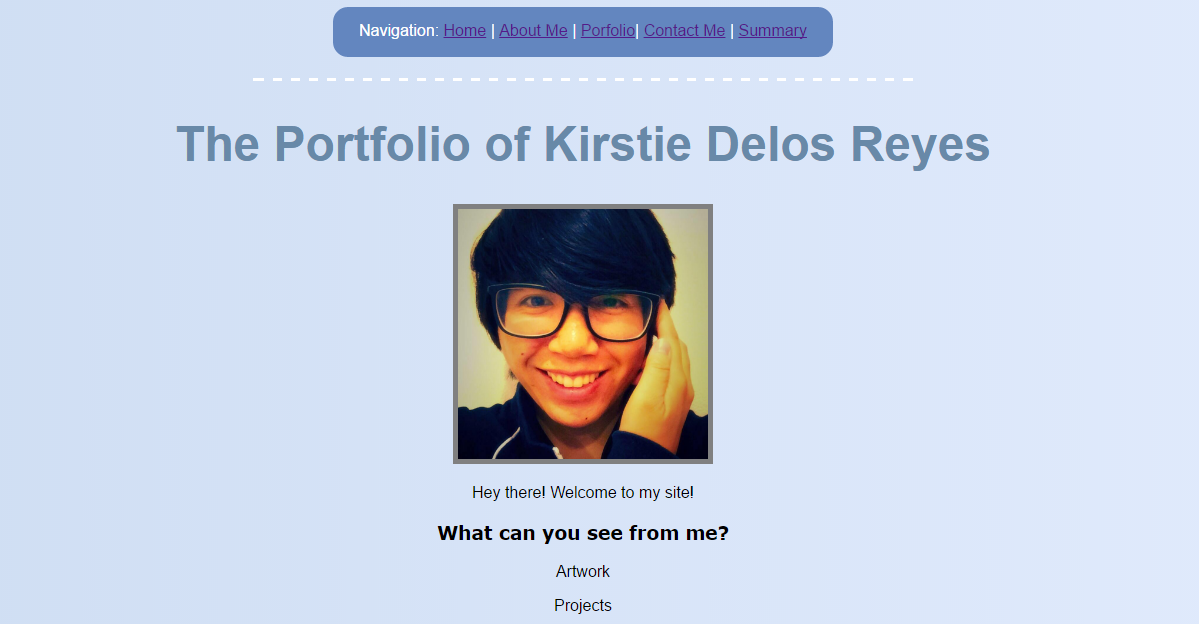 Navigation: Home | About Me | Porfolio| Contact Me | Summary
The Portfolio of Kirstie Delos Reyes
Hey there! Welcome to my site!
What can you see from me?
Artwork
Projects